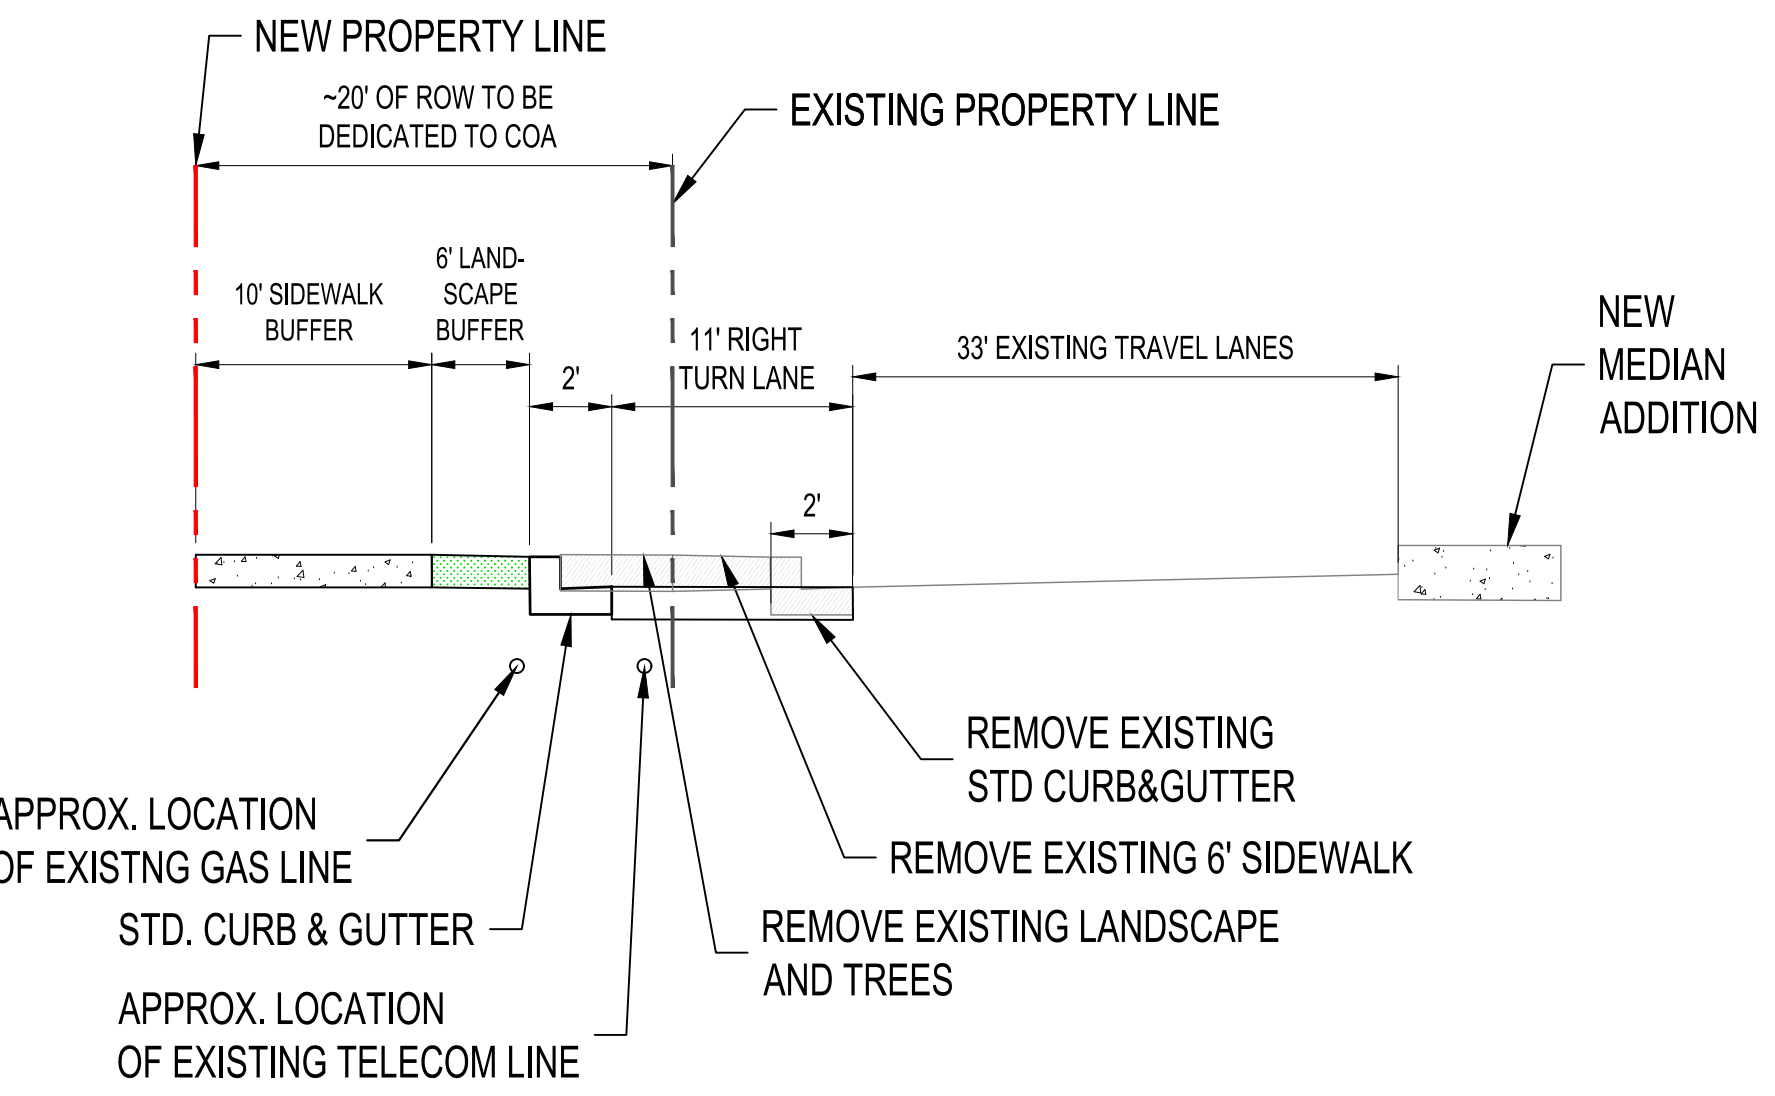 NEW PROPERTY LINE
~20' OF ROW TO BE
DEDICATED TO COA
EXISTING PROPERTY LINE
10' SIDEWALK
BUFFER
6' LAND-
SCAPE
BUFFER
2'
11' RIGHT
TURN LANE
33' EXISTING TRAVEL LANES
NEW
MEDIAN
ADDITION
2'
REMOVE EXISTING
STD CURB&GUTTER
APPROX. LOCATION
OF EXISTNG GAS LINE
REMOVE EXISTING 6' SIDEWALK
STD. CURB & GUTTER
REMOVE EXISTING LANDSCAPE
AND TREES
APPROX. LOCATION
OF EXISTING TELECOM LINE